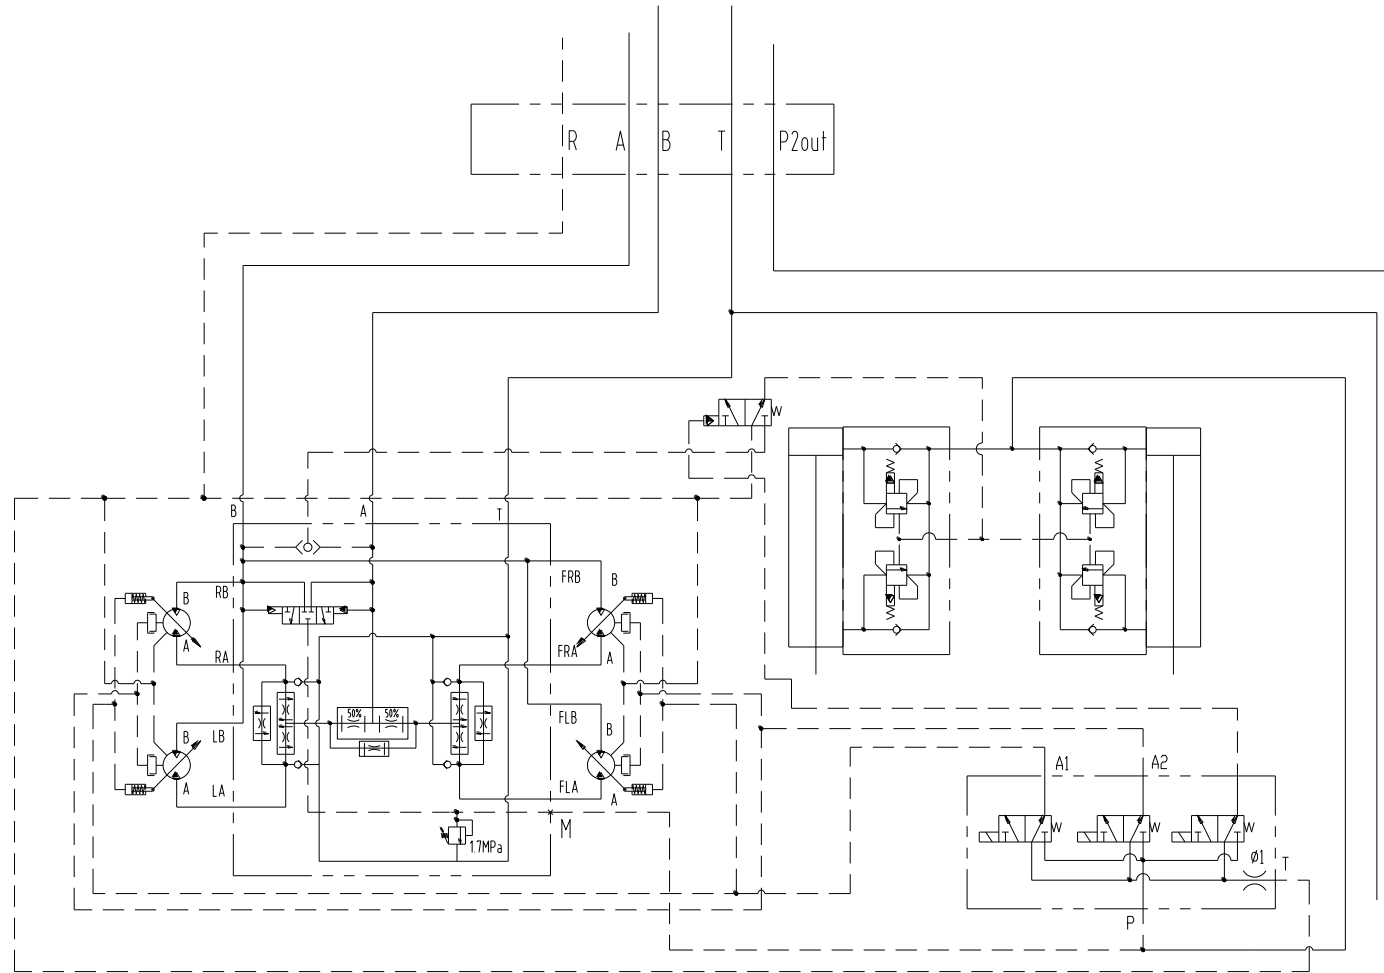 R A B T P2out
W
B A T
FRB B
B RB
A RA
FRA A
50% 50%
FLB B
B LB
A LA
FLA A
M
1.7MPa
A1 A2
W W W
ø1 T
P